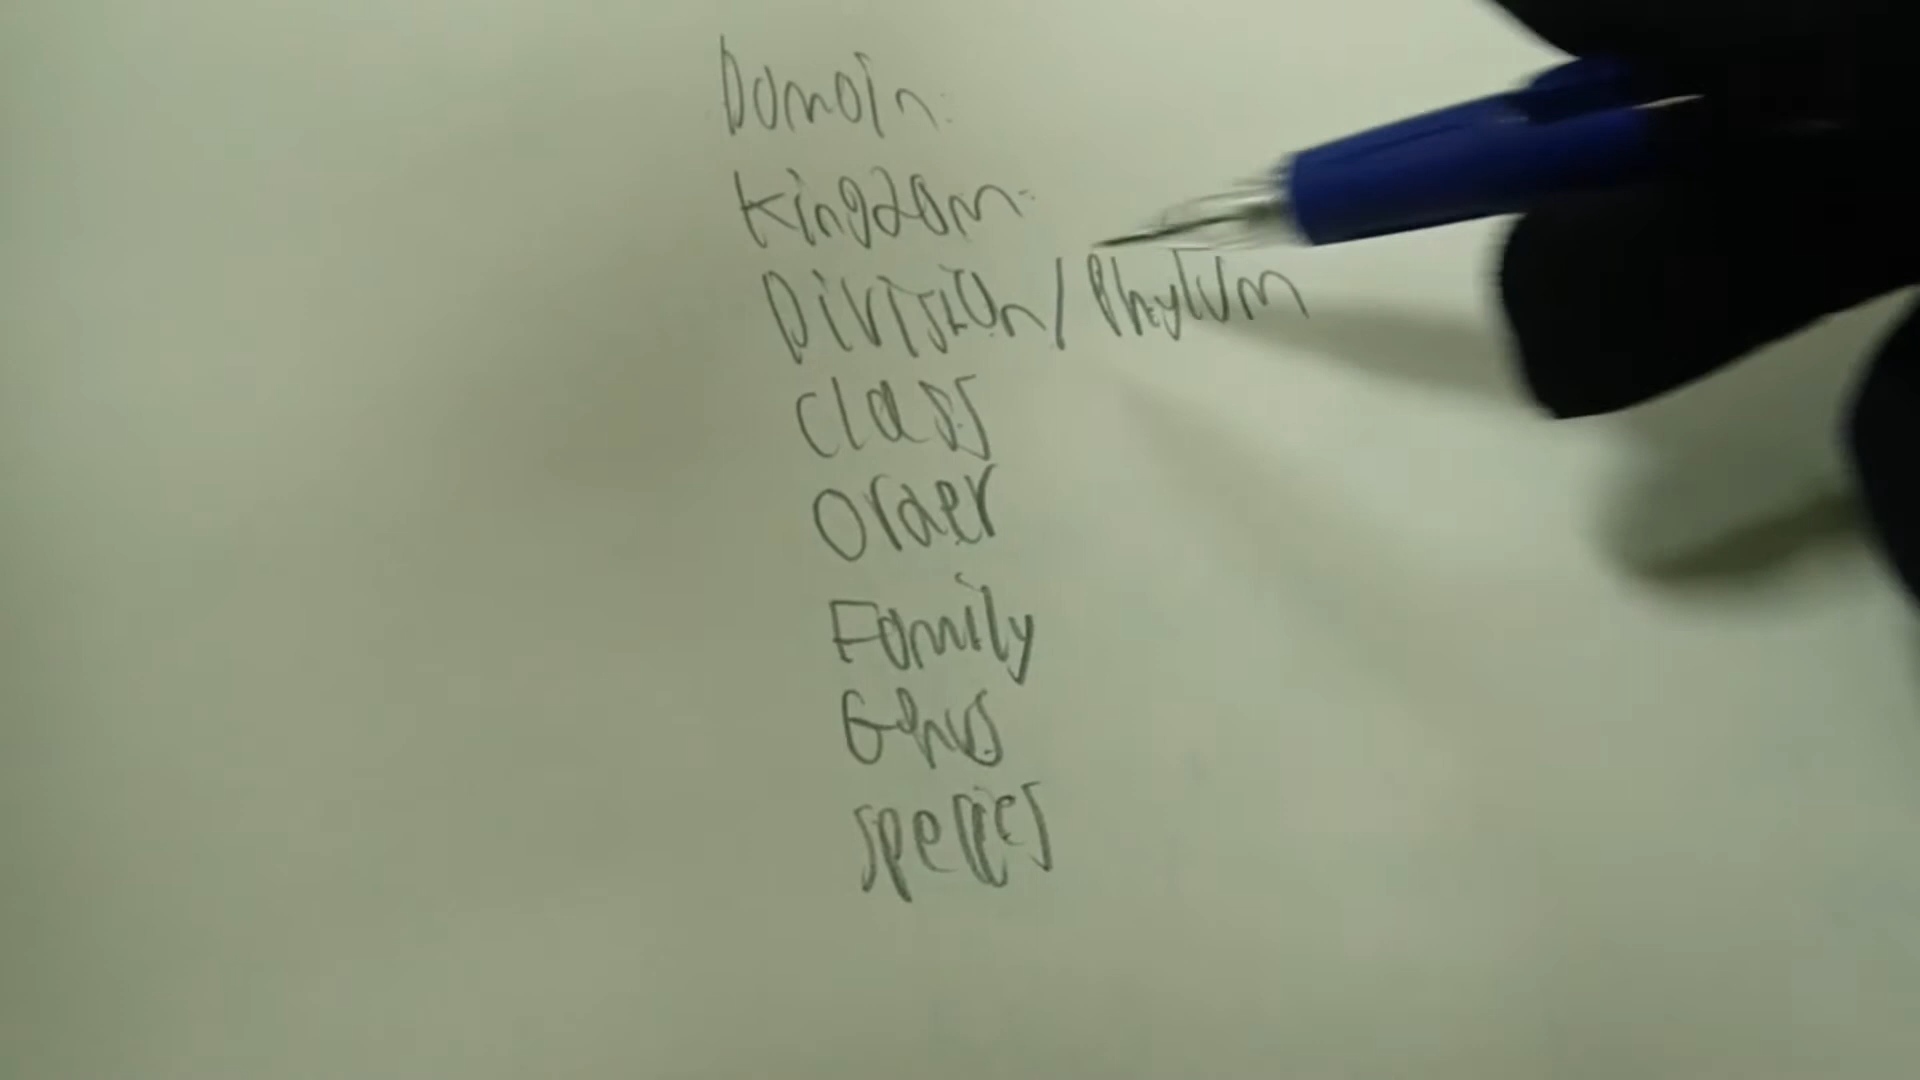 Domain:
Kingdom:
Division/Phylum
Class
Order
Family
Genus
Species